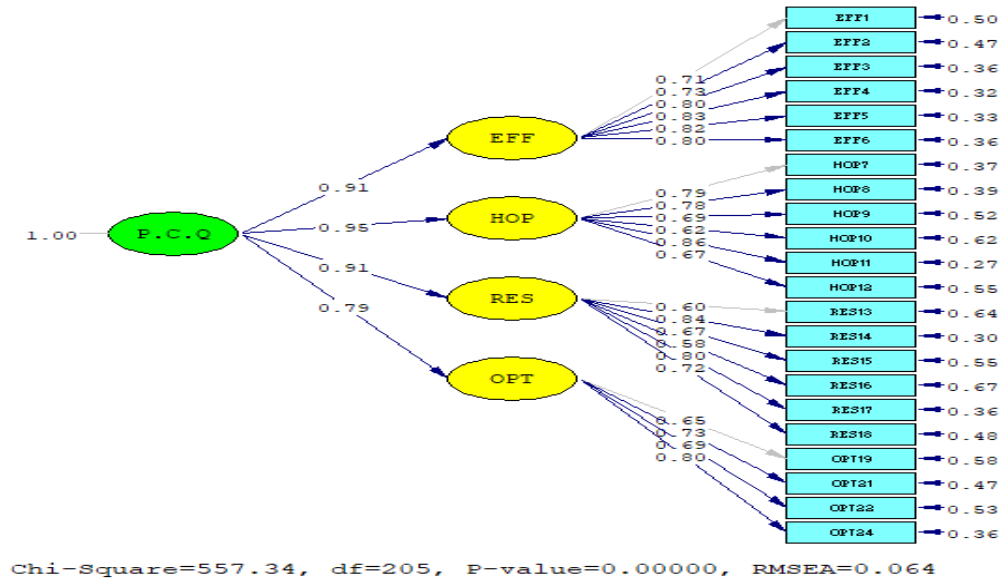 EFF1 0.50
EFF2 0.47
0.71
EFF3 0.36
0.73
0.80
EFF4 0.32
0.83
EFF EFF5 0.33
0.82
0.80 EFF6 0.36
HOP7 0.37
0.91 0.79 HOP8 0.39
0.78
HOP HOP9 0.52
0.69
1.00 P.C.Q 0.95 0.62 HOP10 0.62
0.86
HOP11 0.27
0.91 0.67
HOP12 0.55
RES 0.60 RES13 0.64
0.79 0.84
0.67 RES14 0.30
0.58
RES15 0.55
0.80
0.72
OPT RES16 0.67
RES17 0.36
0.65 RES18 0.48
0.73
0.69 OPT19 0.58
0.80
OPT21 0.47
OPT22 0.53
OPT24 0.36
Chi-Square=557.34, df=205, P-value=0.00000, RMSEA=0.064